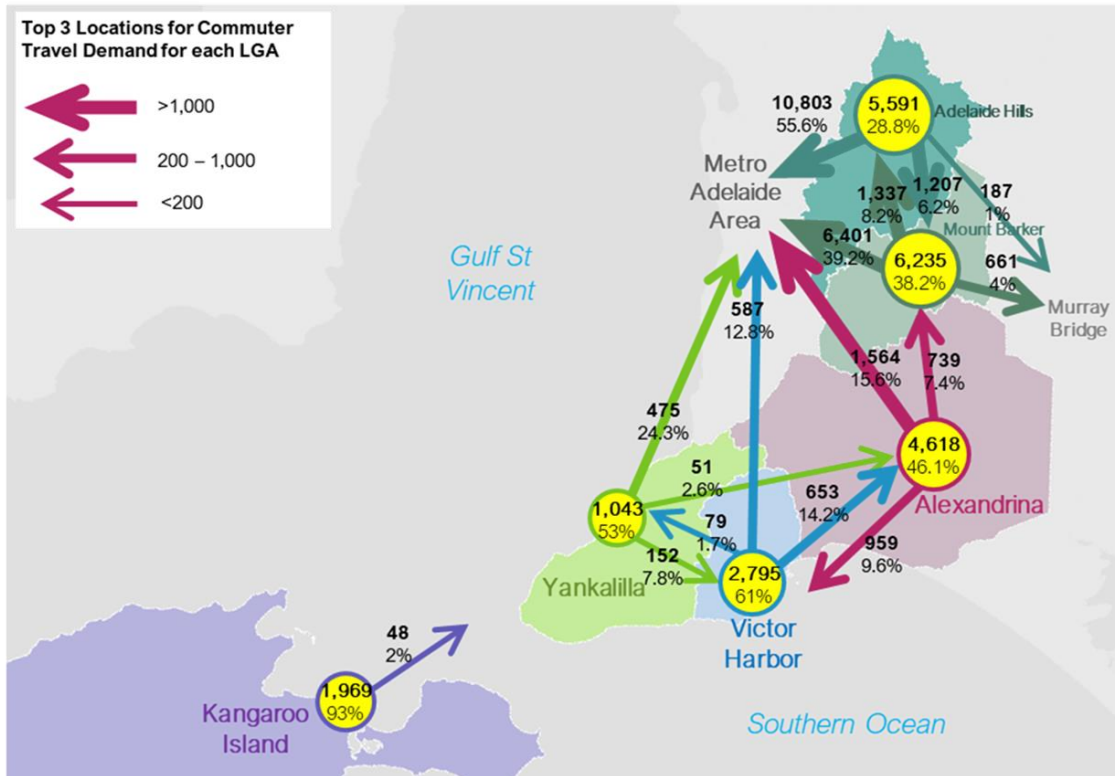 Top 3 Locations for Commuter
Travel Demand for each LGA
>1,000
200 – 1,000
<200
10,803
55.6%
5,591
28.8%
Adelaide Hills
Metro
Adelaide
Area
1,337
8.2%
1,207
6.2%
187
1%
Mount Barker
6,401
39.2%
6,235
38.2%
661
4%
Murray
Bridge
Gulf St
Vincent
587
12.8%
1,564
15.6%
739
7.4%
475
24.3%
4,618
46.1%
Alexandrina
51
2.6%
653
14.2%
1,043
53%
79
1.7%
959
9.6%
152
7.8%
2,795
61%
Yankalilla
Victor
Harbor
48
2%
1,969
93%
Kangaroo
Island
Southern Ocean